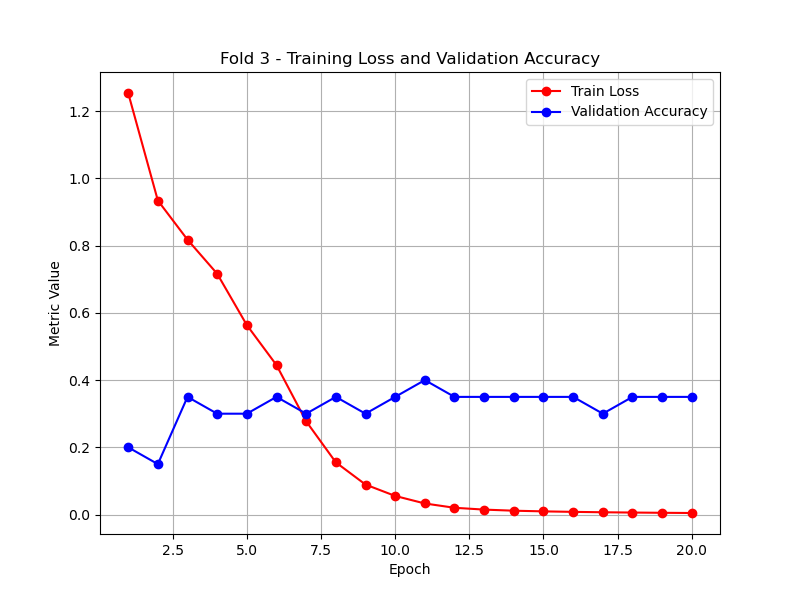 Fold 3 - Training Loss and Validation Accuracy
Train Loss
Validation Accuracy
Metric Value
1.2
1.0
0.8
0.6
0.4
0.2
0.0
2.5 5.0 7.5 10.0 12.5 15.0 17.5 20.0
Epoch